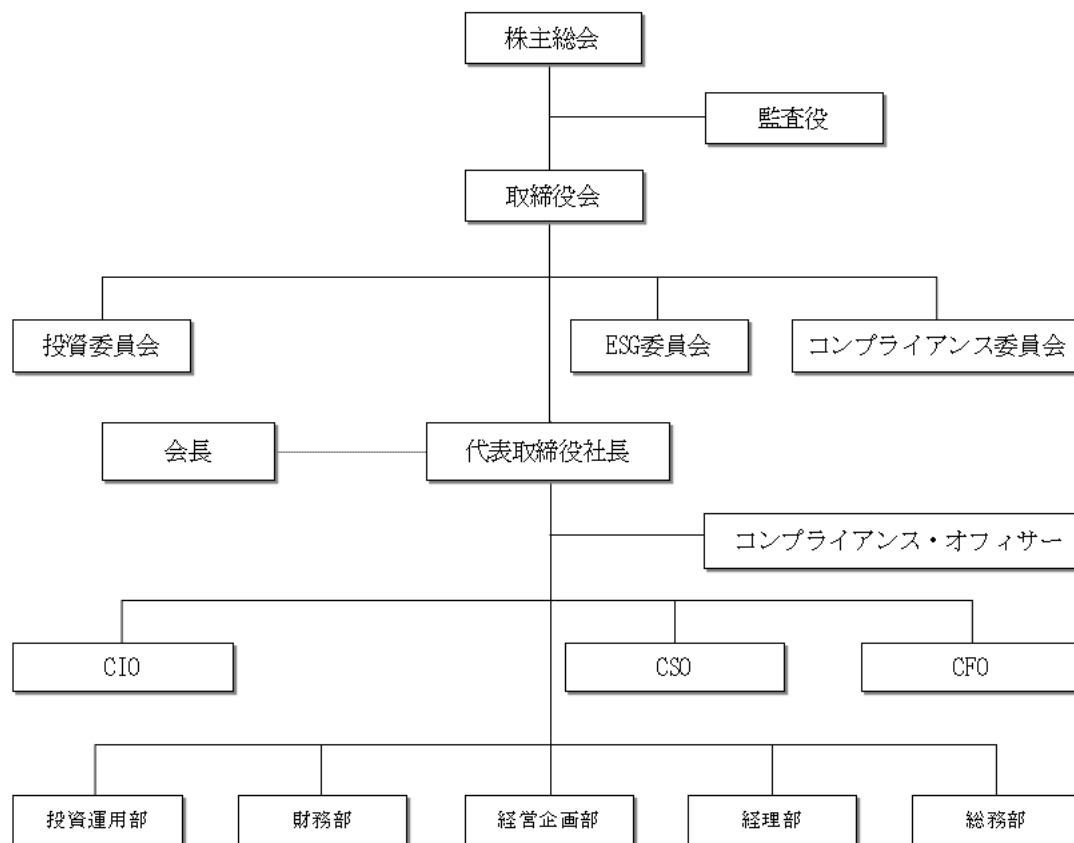 株主総会
監査役
取締役会
投資委員会
ESG委員会
コンプライアンス委員会
会長
代表取締役社長
コンプライアンス・オフィサー
CIO
CSO
CFO
投資運用部
財務部
経営企画部
経理部
総務部